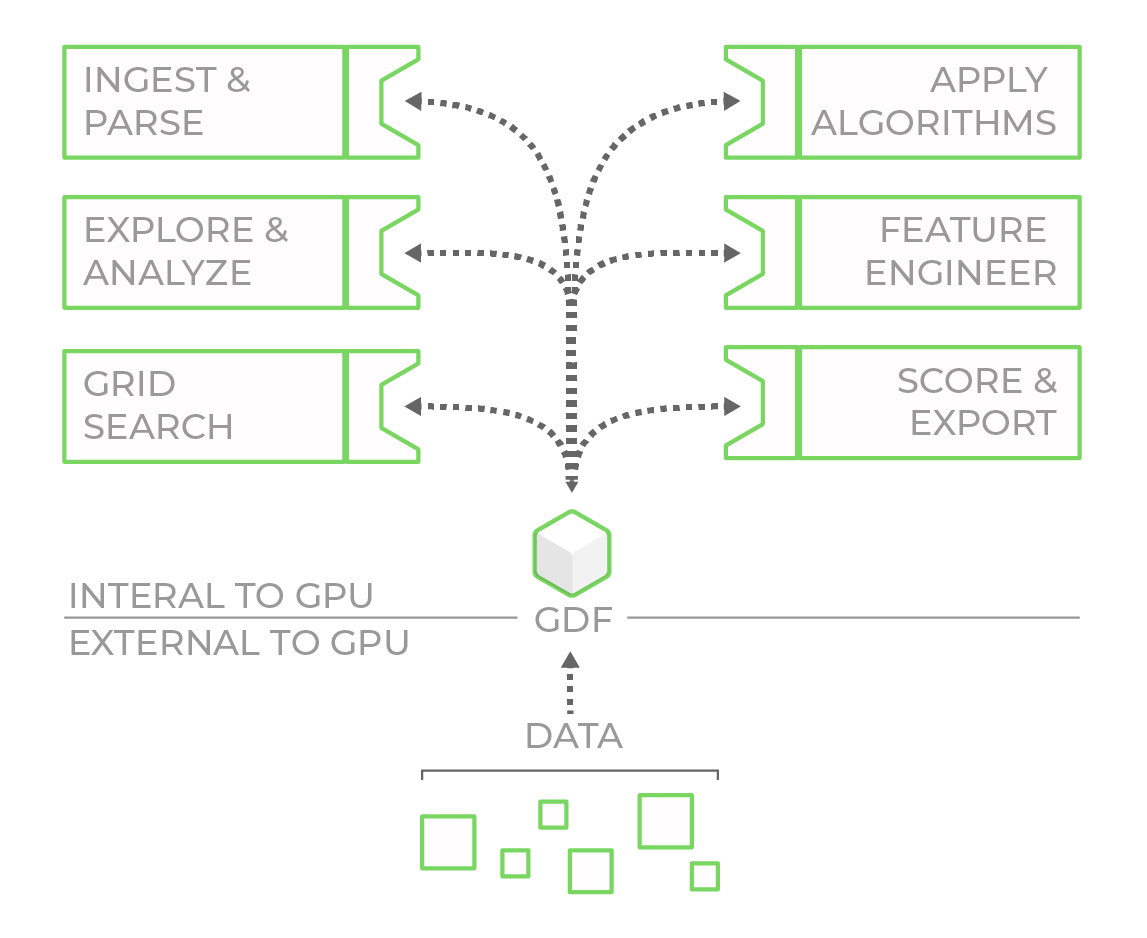 INGEST &
PARSE
APPLY
ALGORITHMS
EXPLORE &
ANALYZE
FEATURE
ENGINEER
GRID
SEARCH
SCORE &
EXPORT
INTERAL TO GPU
GDF
EXTERNAL TO GPU
DATA